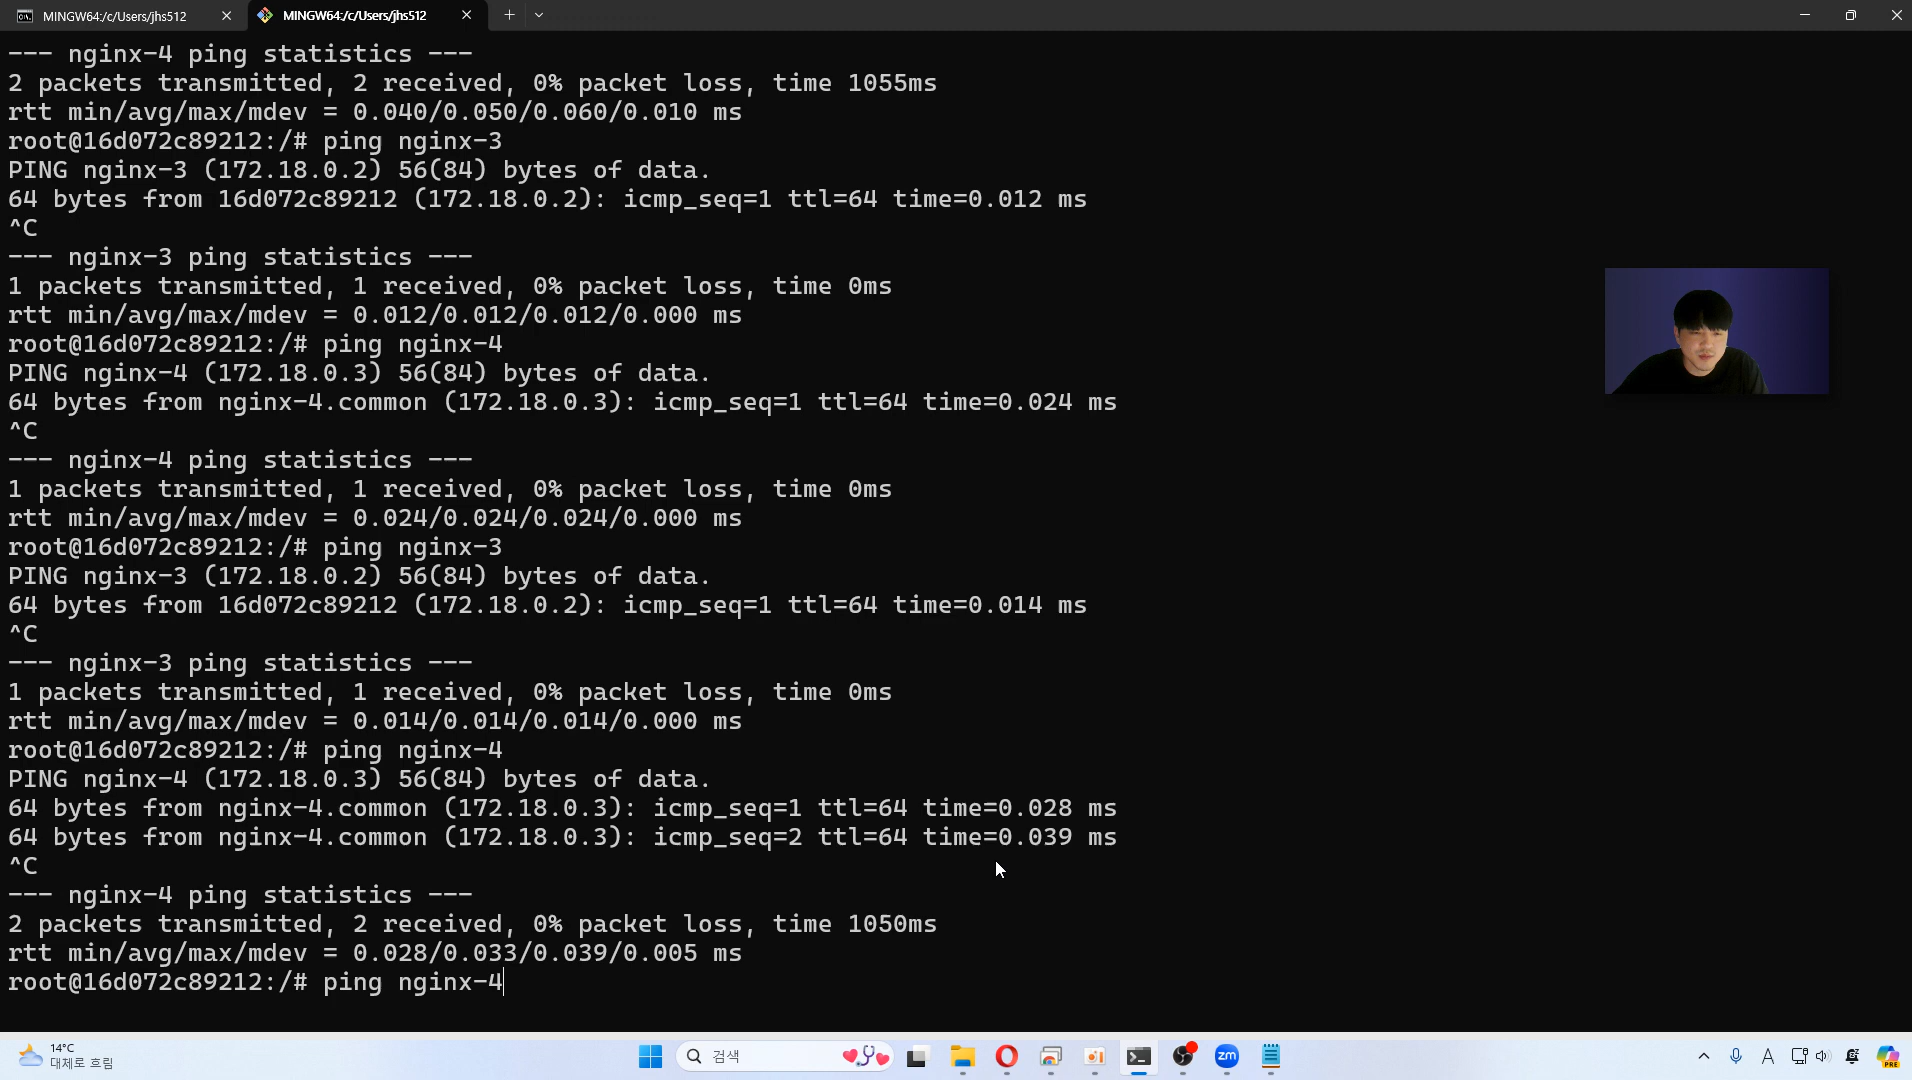 MINGW64:/c/Users/jhs512
MINGW64:/c/Users/jhs512
--- nginx-4 ping statistics ---
2 packets transmitted, 2 received, 0% packet loss, time 1055ms
rtt min/avg/max/mdev = 0.040/0.050/0.060/0.010 ms
root@16d072c89212:/# ping nginx-3
PING nginx-3 (172.18.0.2) 56(84) bytes of data.
64 bytes from 16d072c89212 (172.18.0.2): icmp_seq=1 ttl=64 time=0.012 ms
^C
--- nginx-3 ping statistics ---
1 packets transmitted, 1 received, 0% packet loss, time 0ms
rtt min/avg/max/mdev = 0.012/0.012/0.012/0.000 ms
root@16d072c89212:/# ping nginx-4
PING nginx-4 (172.18.0.3) 56(84) bytes of data.
64 bytes from nginx-4.common (172.18.0.3): icmp_seq=1 ttl=64 time=0.024 ms
^C
--- nginx-4 ping statistics ---
1 packets transmitted, 1 received, 0% packet loss, time 0ms
rtt min/avg/max/mdev = 0.024/0.024/0.024/0.000 ms
root@16d072c89212:/# ping nginx-3
PING nginx-3 (172.18.0.2) 56(84) bytes of data.
64 bytes from 16d072c89212 (172.18.0.2): icmp_seq=1 ttl=64 time=0.014 ms
^C
--- nginx-3 ping statistics ---
1 packets transmitted, 1 received, 0% packet loss, time 0ms
rtt min/avg/max/mdev = 0.014/0.014/0.014/0.000 ms
root@16d072c89212:/# ping nginx-4
PING nginx-4 (172.18.0.3) 56(84) bytes of data.
64 bytes from nginx-4.common (172.18.0.3): icmp_seq=1 ttl=64 time=0.028 ms
64 bytes from nginx-4.common (172.18.0.3): icmp_seq=2 ttl=64 time=0.039 ms
^C
--- nginx-4 ping statistics ---
2 packets transmitted, 2 received, 0% packet loss, time 1050ms
rtt min/avg/max/mdev = 0.028/0.033/0.039/0.005 ms
root@16d072c89212:/# ping nginx-4
14°C
대체로 흐림
검색
zm
A
PRE